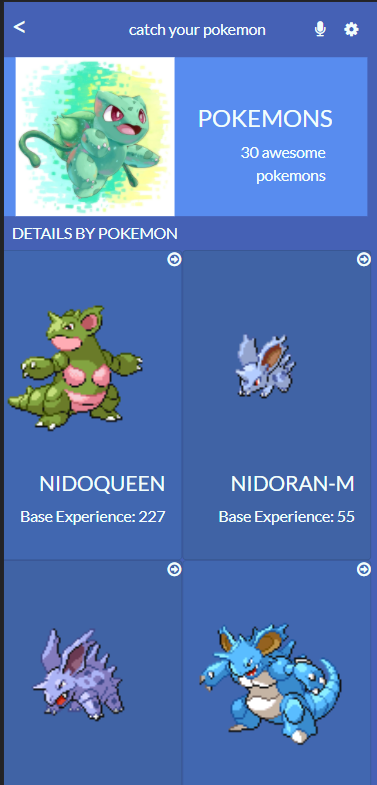 <
catch your pokemon
POKEMONS
30 awesome
pokemons
DETAILS BY POKEMON
NIDOQUEEN
Base Experience: 227
NIDORAN-M
Base Experience: 55